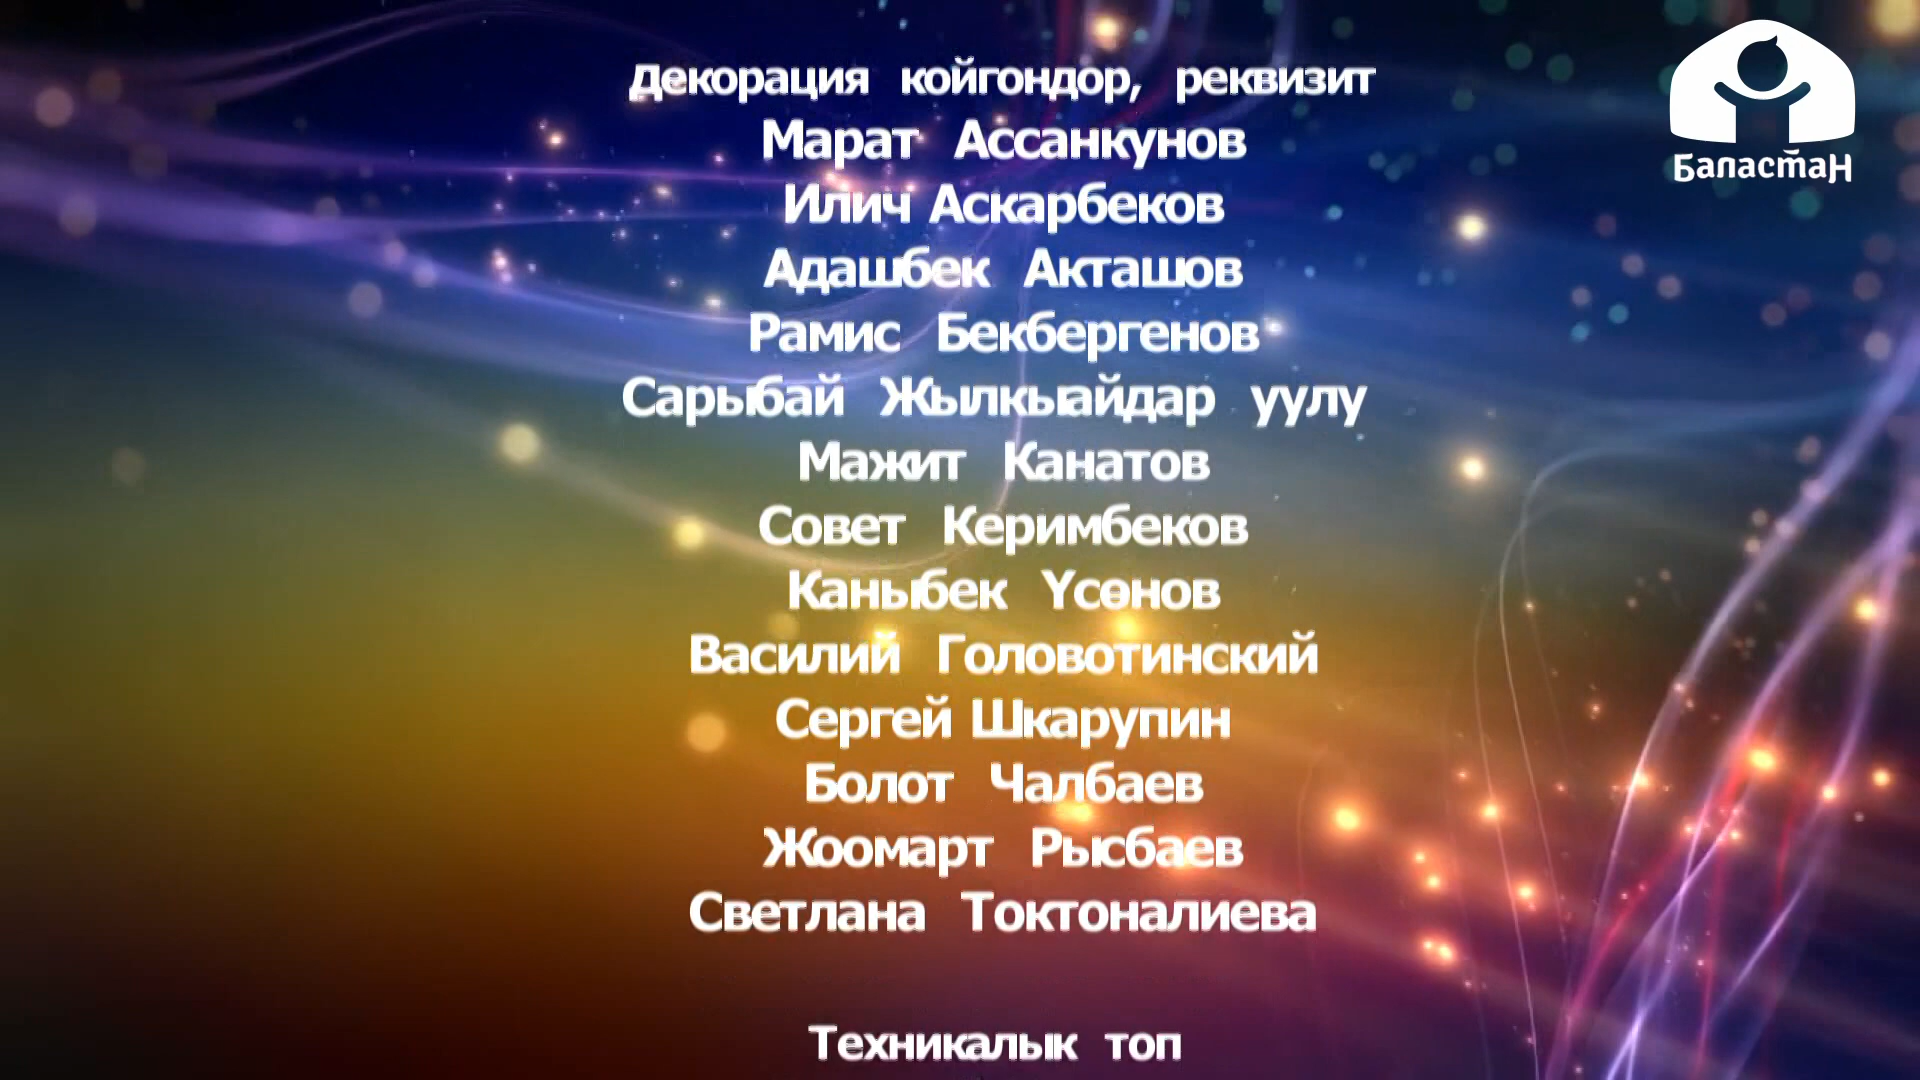 декорация койгондор, реквизит
Марат Ассанкунов
Илич Аскарбеков
Адашбек Акташов
Рамис Бекбергенов
Сарыбай Жылкыайдар уулу
Мажит Канатов
Совет Керимбеков
Каныбек Үсөнов
Василий Головотинский
Сергей Шкарупин
Болот Чалбаев
Жоомарт Рысбаев
Светлана Токтоналиева
Техникалык топ
Баластан